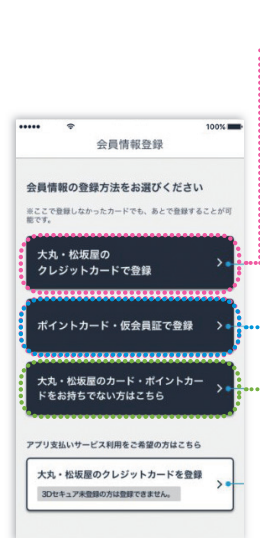 100%
会員情報登録
会員情報の登録方法をお選びください
※ここで登録しなかったカードでも、あとで登録することが可
能です。
大丸・松坂屋の
クレジットカードで登録
ポイントカード・仮会員証で登録
大丸・松坂屋のカード・ポイントカー
ドをお持ちでない方はこちら
アプリ支払いサービス利用をご希望の方はこちら
大丸・松坂屋のクレジットカードを登録
3Dセキュア未登録の方は登録できません。